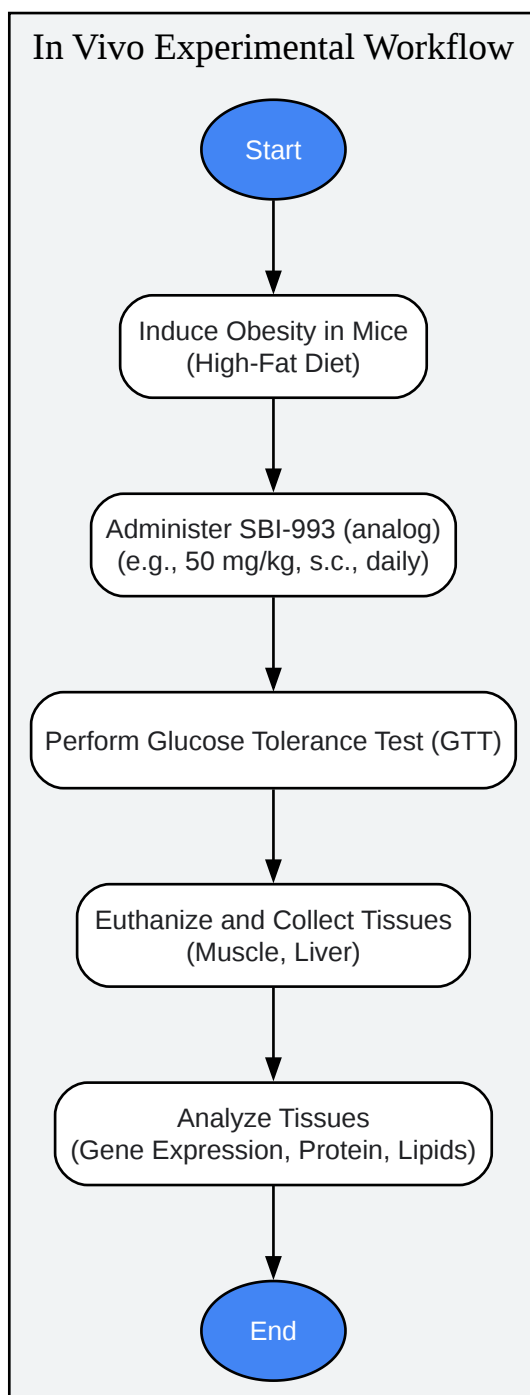 In Vivo Experimental Workflow
Start
Induce Obesity in Mice
(High-Fat Diet)
Administer SBI-993 (analog)
(e.g., 50 mg/kg, s.c., daily)
Perform Glucose Tolerance Test (GTT)
Euthanize and Collect Tissues
(Muscle, Liver)
Analyze Tissues
(Gene Expression, Protein, Lipids)
End